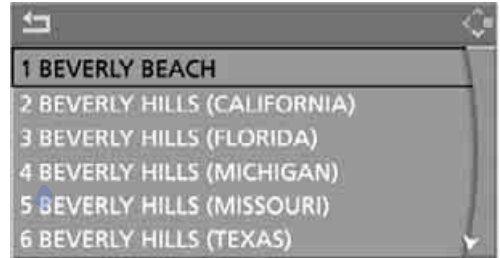 1 BEVERLY BEACH
2 BEVERLY HILLS (CALIFORNIA)
3 BEVERLY HILLS (FLORIDA)
4 BEVERLY HILLS (MICHIGAN)
5 BEVERLY HILLS (MISSOURI)
6 BEVERLY HILLS (TEXAS)